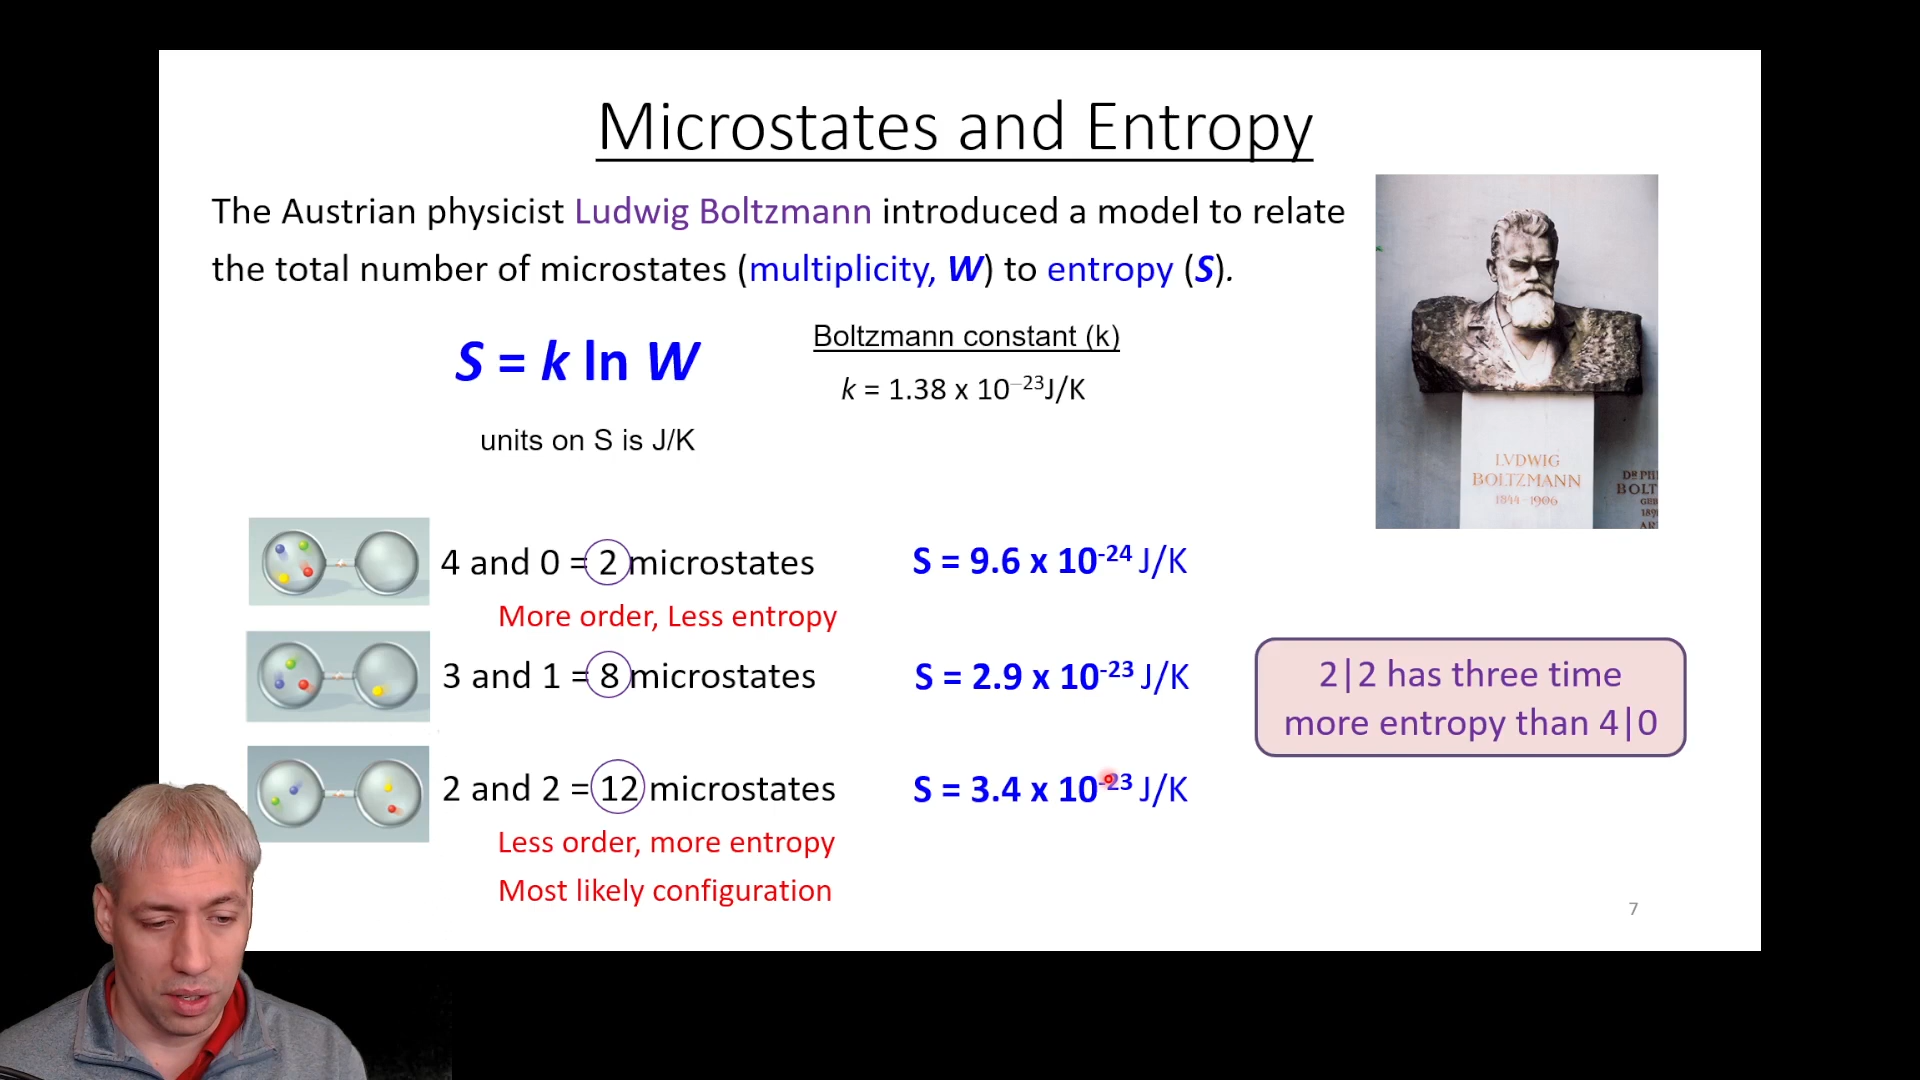 Microstates and Entropy
The Austrian physicist Ludwig Boltzmann introduced a model to relate
the total number of microstates (multiplicity, W) to entropy (S).
S = k ln W
Boltzmann constant (k)
k = 1.38 x 10⁻²³J/K
units on S is J/K
LVDWIG
BOLTZMANN
1844-1906
4 and 0 = 2 microstates
S = 9.6 x 10⁻²⁴ J/K
More order, Less entropy
3 and 1 = 8 microstates
S = 2.9 x 10⁻²³ J/K
2|2 has three time
more entropy than 4|0
2 and 2 = 12 microstates
S = 3.4 x 10⁻²³ J/K
Less order, more entropy
Most likely configuration
7